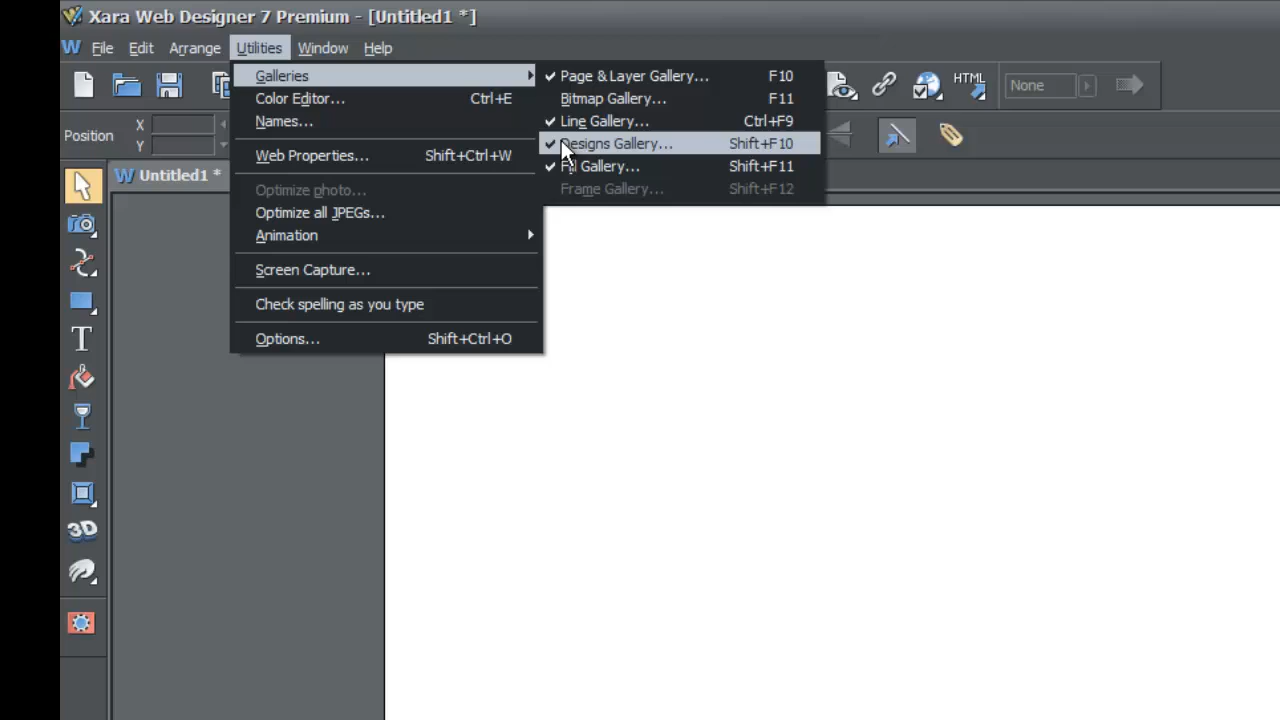 Xara Web Designer 7 Premium - [Untitled1 *]
File Edit Arrange Utilities Window Help
Galleries
Color Editor... Ctrl+E
Names...
Web Properties... Shift+Ctrl+W
Optimize photo...
Optimize all JPEGs...
Animation
Screen Capture...
Check spelling as you type
Options... Shift+Ctrl+O
Page & Layer Gallery... F10
Bitmap Gallery... F11
Line Gallery... Ctrl+F9
Designs Gallery... Shift+F10
Fill Gallery... Shift+F11
Frame Gallery... Shift+F12
HTML
None
Position
X
Y
Untitled1 *
3D